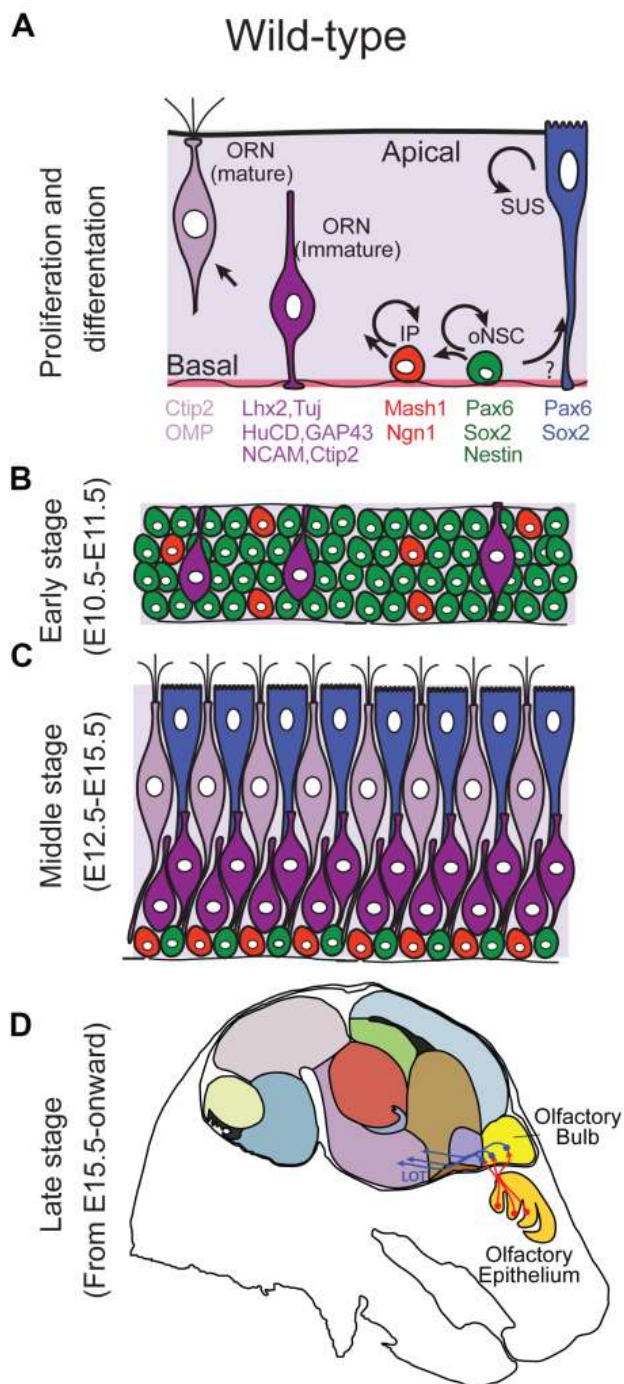 A
Wild-type
Proliferation and
differentation
ORN
(mature)
Apical
SUS
ORN
(Immature)
IP
oNSC
?
Basal
Ctip2
OMP
Lhx2,Tuj
HuCD,GAP43
NCAM,Ctip2
Mash1
Ngn1
Pax6
Sox2
Nestin
Pax6
Sox2
B
Early stage
(E10.5-E11.5)
C
Middle stage
(E12.5-E15.5)
D
Late stage
(From E15.5-onward)
Olfactory
Bulb
LOT
Olfactory
Epithelium